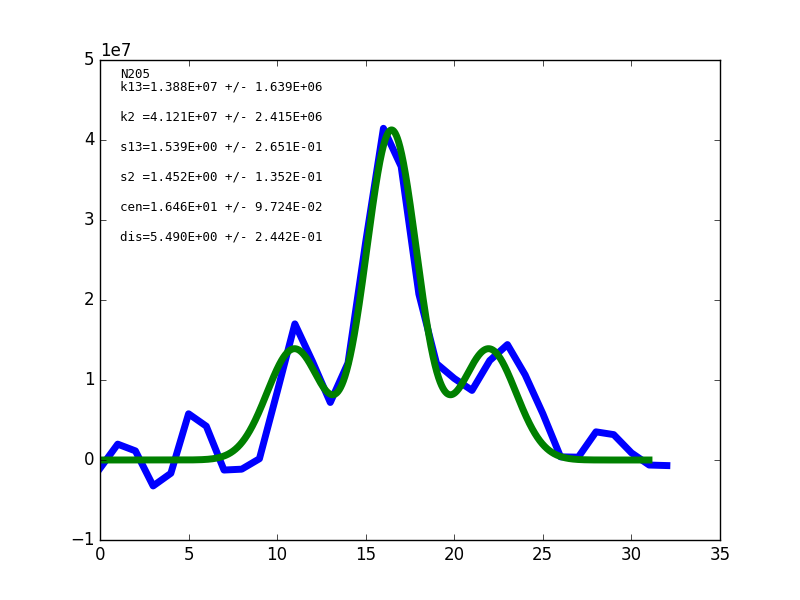 1e7
5
N205
k13=1.388E+07 +/- 1.639E+06
k2 =4.121E+07 +/- 2.415E+06
4
s13=1.539E+00 +/- 2.651E-01
s2 =1.452E+00 +/- 1.352E-01
cen=1.646E+01 +/- 9.724E-02
3
dis=5.490E+00 +/- 2.442E-01
2
1
0
−1
0 5 10 15 20 25 30 35